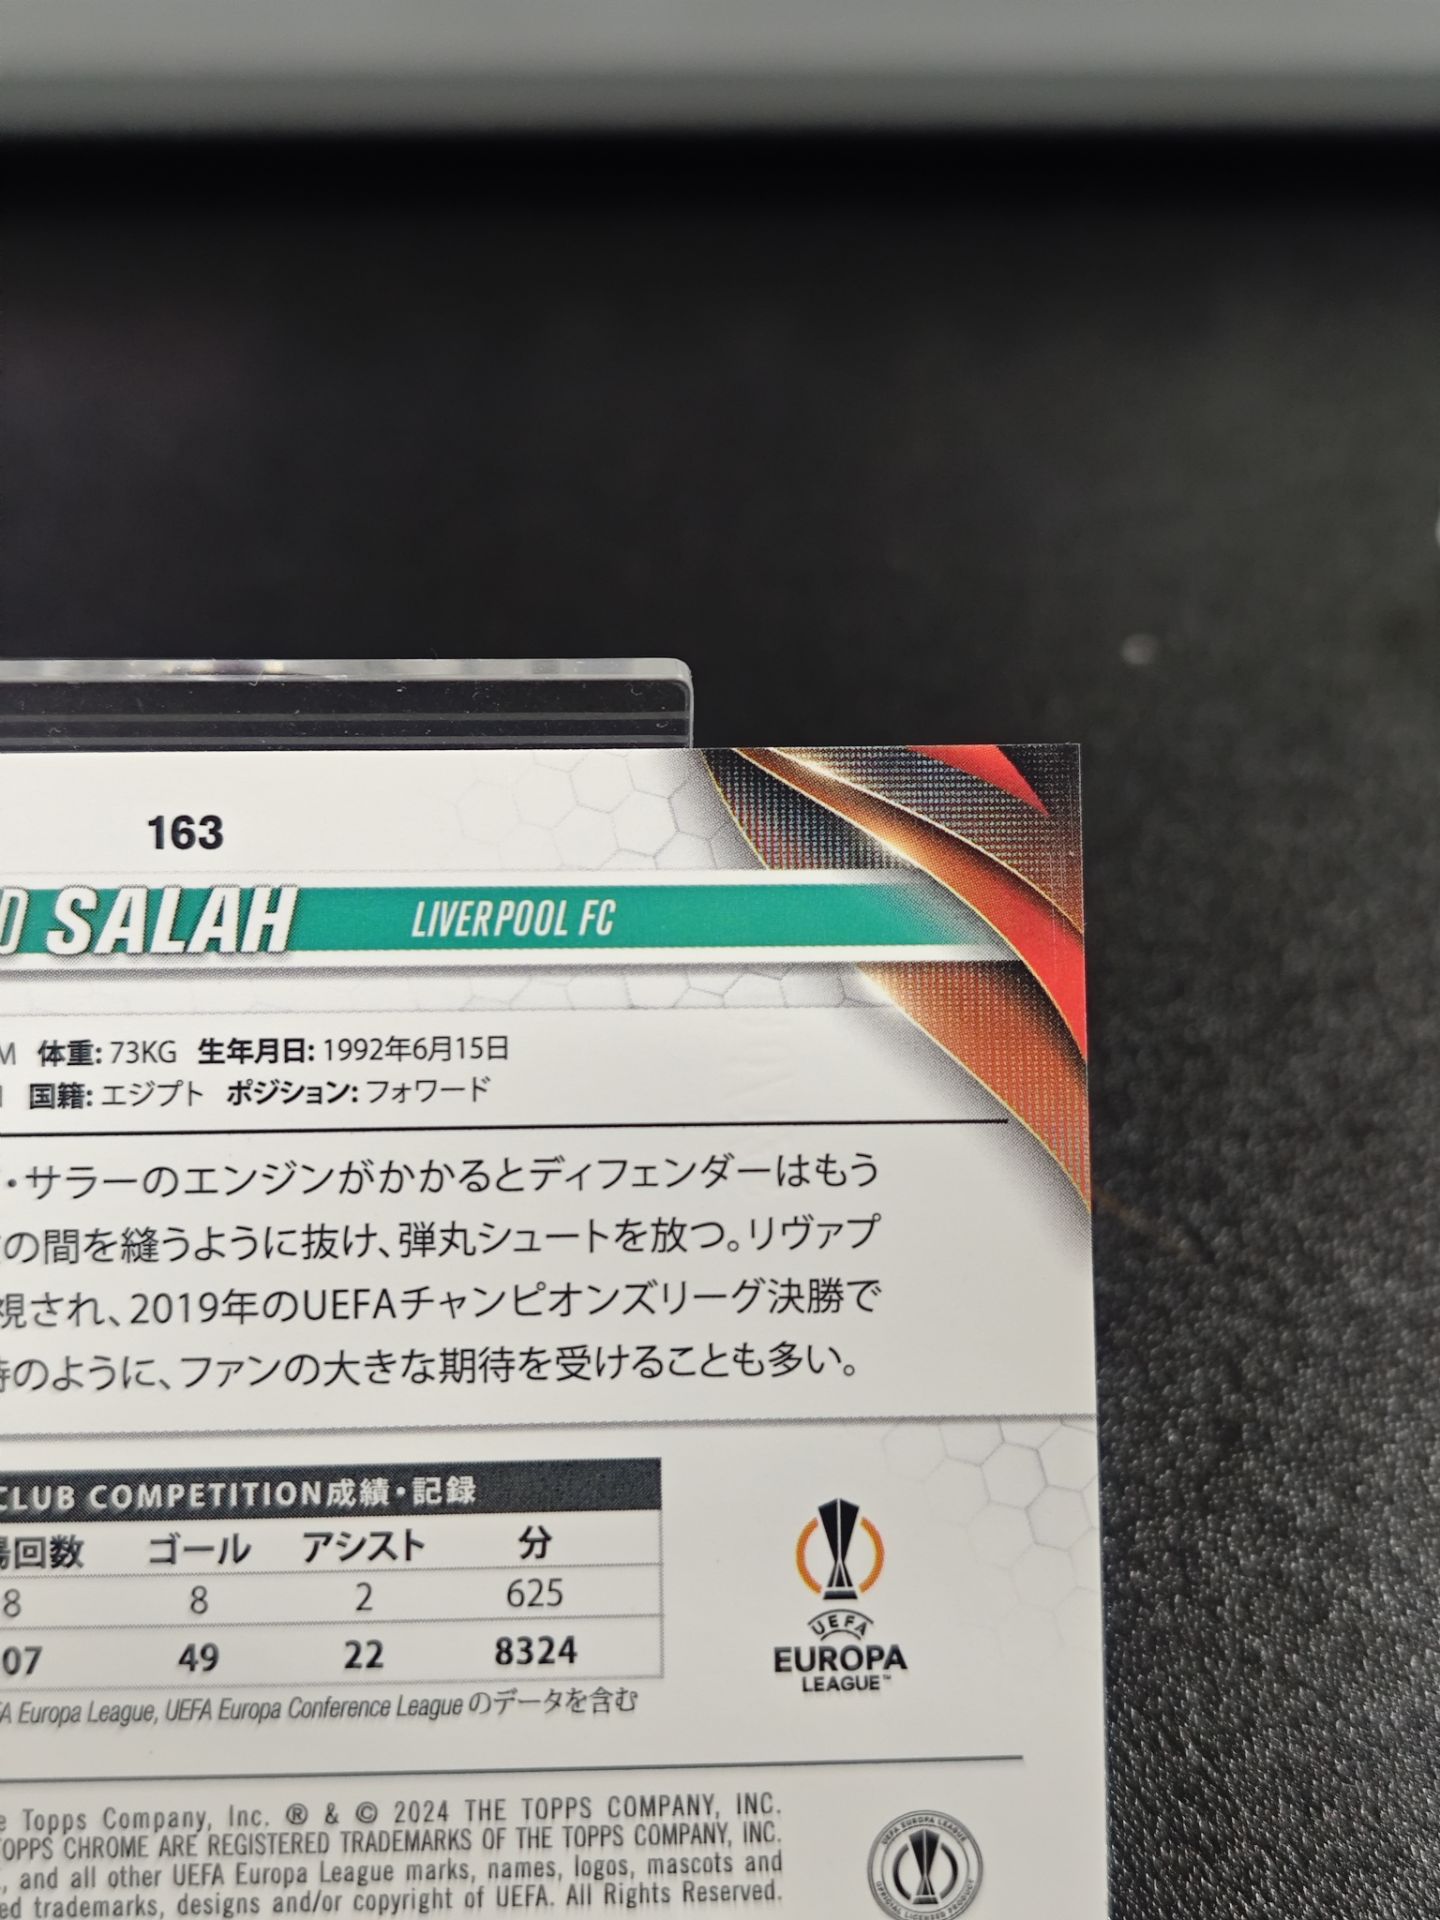 163
SALAH LIVERPOOL FC
体重: 73KG 生年月日: 1992年6月15日
国籍: エジプト ポジション: フォワード
・サラーのエンジンがかかるとディフェンダーはもう
の間を縫うように抜け、弾丸シュートを放つ。リヴァプ
視され、2019年のUEFAチャンピオンズリーグ決勝で
のように、ファンの大きな期待を受けることも多い。
CLUB COMPETITION成績・記録
場回数 ゴール アシスト 分
8 8 2 625
07 49 22 8324
Europa League, UEFA Europa Conference League のデータを含む
UEFA
EUROPA
LEAGUE™
Topps Company, Inc. ® & © 2024 THE TOPPS COMPANY, INC.
TOPPS CHROME ARE REGISTERED TRADEMARKS OF THE TOPPS COMPANY, INC.
, and all other UEFA Europa League marks, names, logos, mascots and
trademarks, designs and/or copyright of UEFA. All Rights Reserved.
UEFA EUROPA LEAGUE
OFFICIAL LICENSED PRODUCT